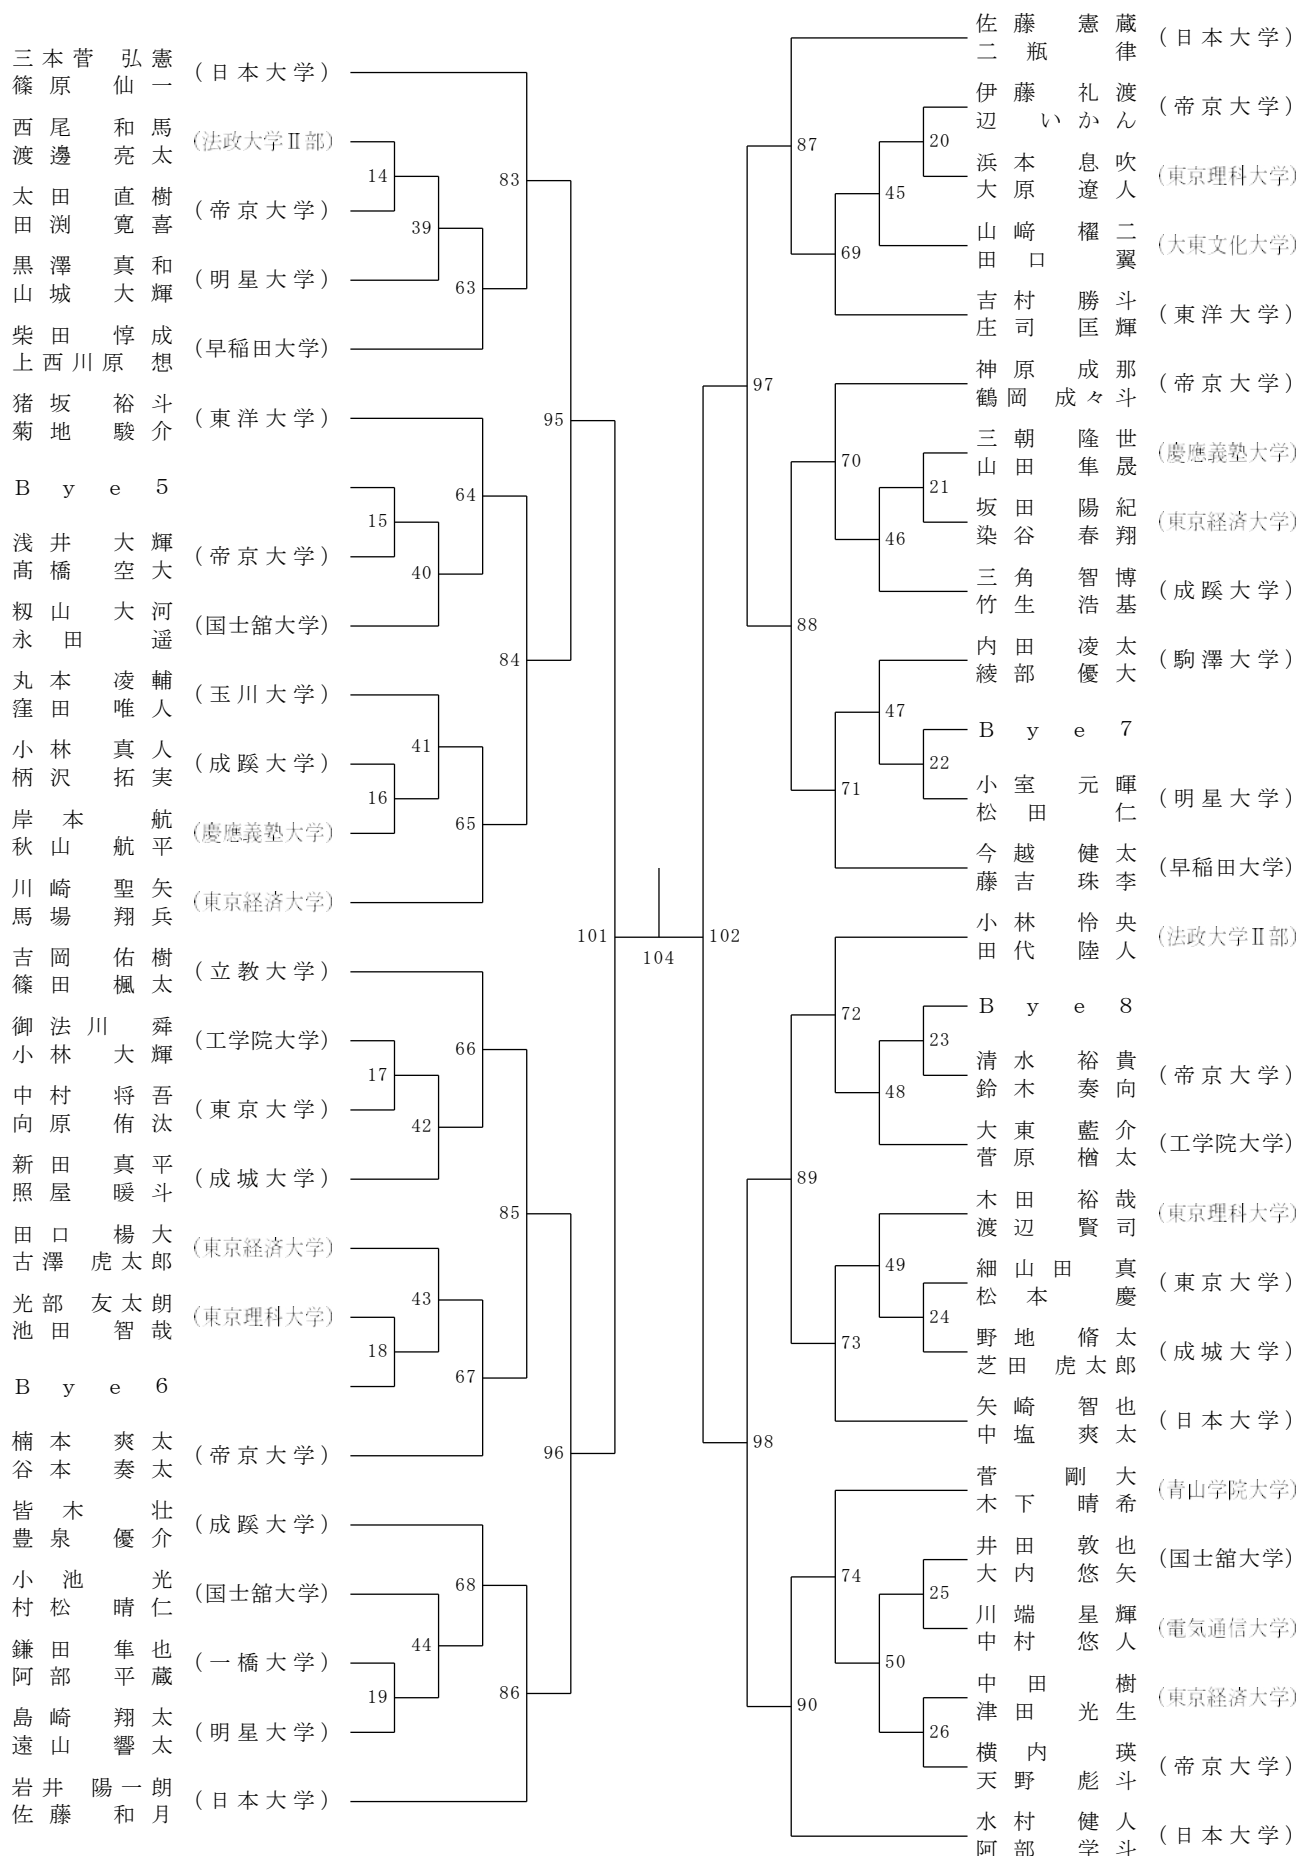 三本菅 弘憲
篠原 仙一
(日本大学)
西尾 和馬
渡邊 亮太
(法政大学Ⅱ部)
太田 直樹
田渕 寛喜
(帝京大学)
黒澤 真和
山城 大輝
(明星大学)
柴田 惇成
上西川原 想
(早稲田大学)
猪坂 裕斗
菊地 駿介
(東洋大学)
Bye5
浅井 大輝
髙橋 空大
(帝京大学)
籾山 大河
永田 遥
(国士舘大学)
丸本 凌輔
窪田 唯人
(玉川大学)
小林 真人
柄沢 拓実
(成蹊大学)
岸本 航
秋山 航平
(慶應義塾大学)
川崎 聖矢
馬場 翔兵
(東京経済大学)
吉岡 佑樹
篠田 楓太
(立教大学)
御法川 舜
小林 大輝
(工学院大学)
中村 将吾
向原 侑汰
(東京大学)
新田 真平
照屋 暖斗
(成城大学)
田口 楊大
古澤 虎太郎
(東京経済大学)
光部 友太朗
池田 智哉
(東京理科大学)
Bye6
楠本 爽太
谷本 奏太
(帝京大学)
皆木 壮
豊泉 優介
(成蹊大学)
小池 光
村松 晴仁
(国士舘大学)
鎌田 隼也
阿部 平蔵
(一橋大学)
島崎 翔太
遠山 響太
(明星大学)
岩井 陽一朗
佐藤 和月
(日本大学)
14
15
16
17
18
19
39
40
41
42
43
44
63
64
65
66
67
68
83
84
85
86
95
96
101
104
102
97
98
87
88
89
90
69
70
71
72
73
74
45
46
47
48
49
50
20
21
22
23
24
25
26
佐藤 憲蔵
二瓶 律
(日本大学)
伊藤 礼渡
辺 いかん
(帝京大学)
浜本 息吹
大原 遼人
(東京理科大学)
山﨑 櫂二
田口 翼
(大東文化大学)
吉村 勝斗
庄司 匡輝
(東洋大学)
神原 成那
鶴岡 成々斗
(帝京大学)
三朝 隆世
山田 隼晟
(慶應義塾大学)
坂田 陽紀
染谷 春翔
(東京経済大学)
三角 智博
竹生 浩基
(成蹊大学)
内田 凌太
綾部 優大
(駒澤大学)
Bye7
小室 元暉
松田 仁
(明星大学)
今越 健太
藤吉 珠李
(早稲田大学)
小林 怜央
田代 陸人
(法政大学Ⅱ部)
Bye8
清水 裕貴
鈴木 奏向
(帝京大学)
大東 藍介
菅原 楢太
(工学院大学)
木田 裕哉
渡辺 賢司
(東京理科大学)
細山田 真
松本 慶
(東京大学)
野地 脩太
芝田 虎太郎
(成城大学)
矢崎 智也
中塩 爽太
(日本大学)
菅 剛大
木下 晴希
(青山学院大学)
井田 敦也
大内 悠矢
(国士舘大学)
川端 星輝
中村 悠人
(電気通信大学)
中田 樹
津田 光生
(東京経済大学)
横内 瑛
天野 彪斗
(帝京大学)
水村 健人
阿部 学斗
(日本大学)